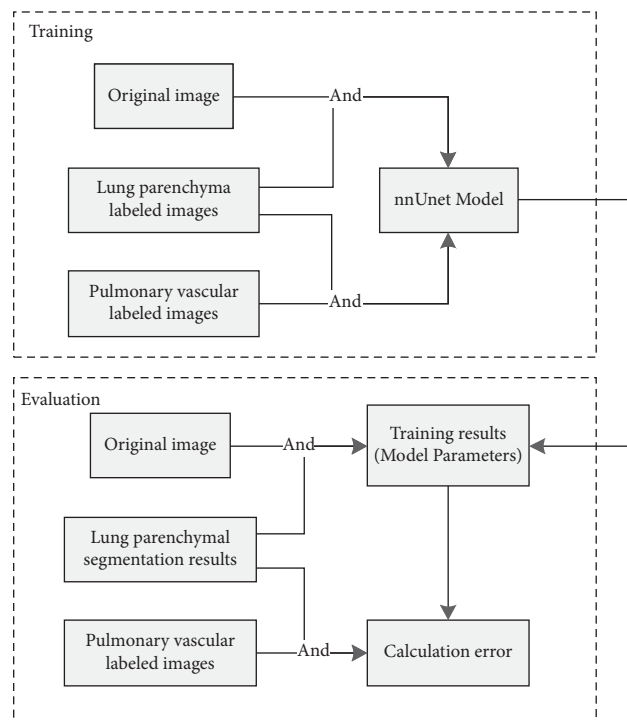 Training
Original image
And
Lung parenchyma
labeled images
nnUnet Model
Pulmonary vascular
labeled images
And
Evaluation
Original image
And
Training results
(Model Parameters)
Lung parenchymal
segmentation results
Pulmonary vascular
labeled images
And
Calculation error